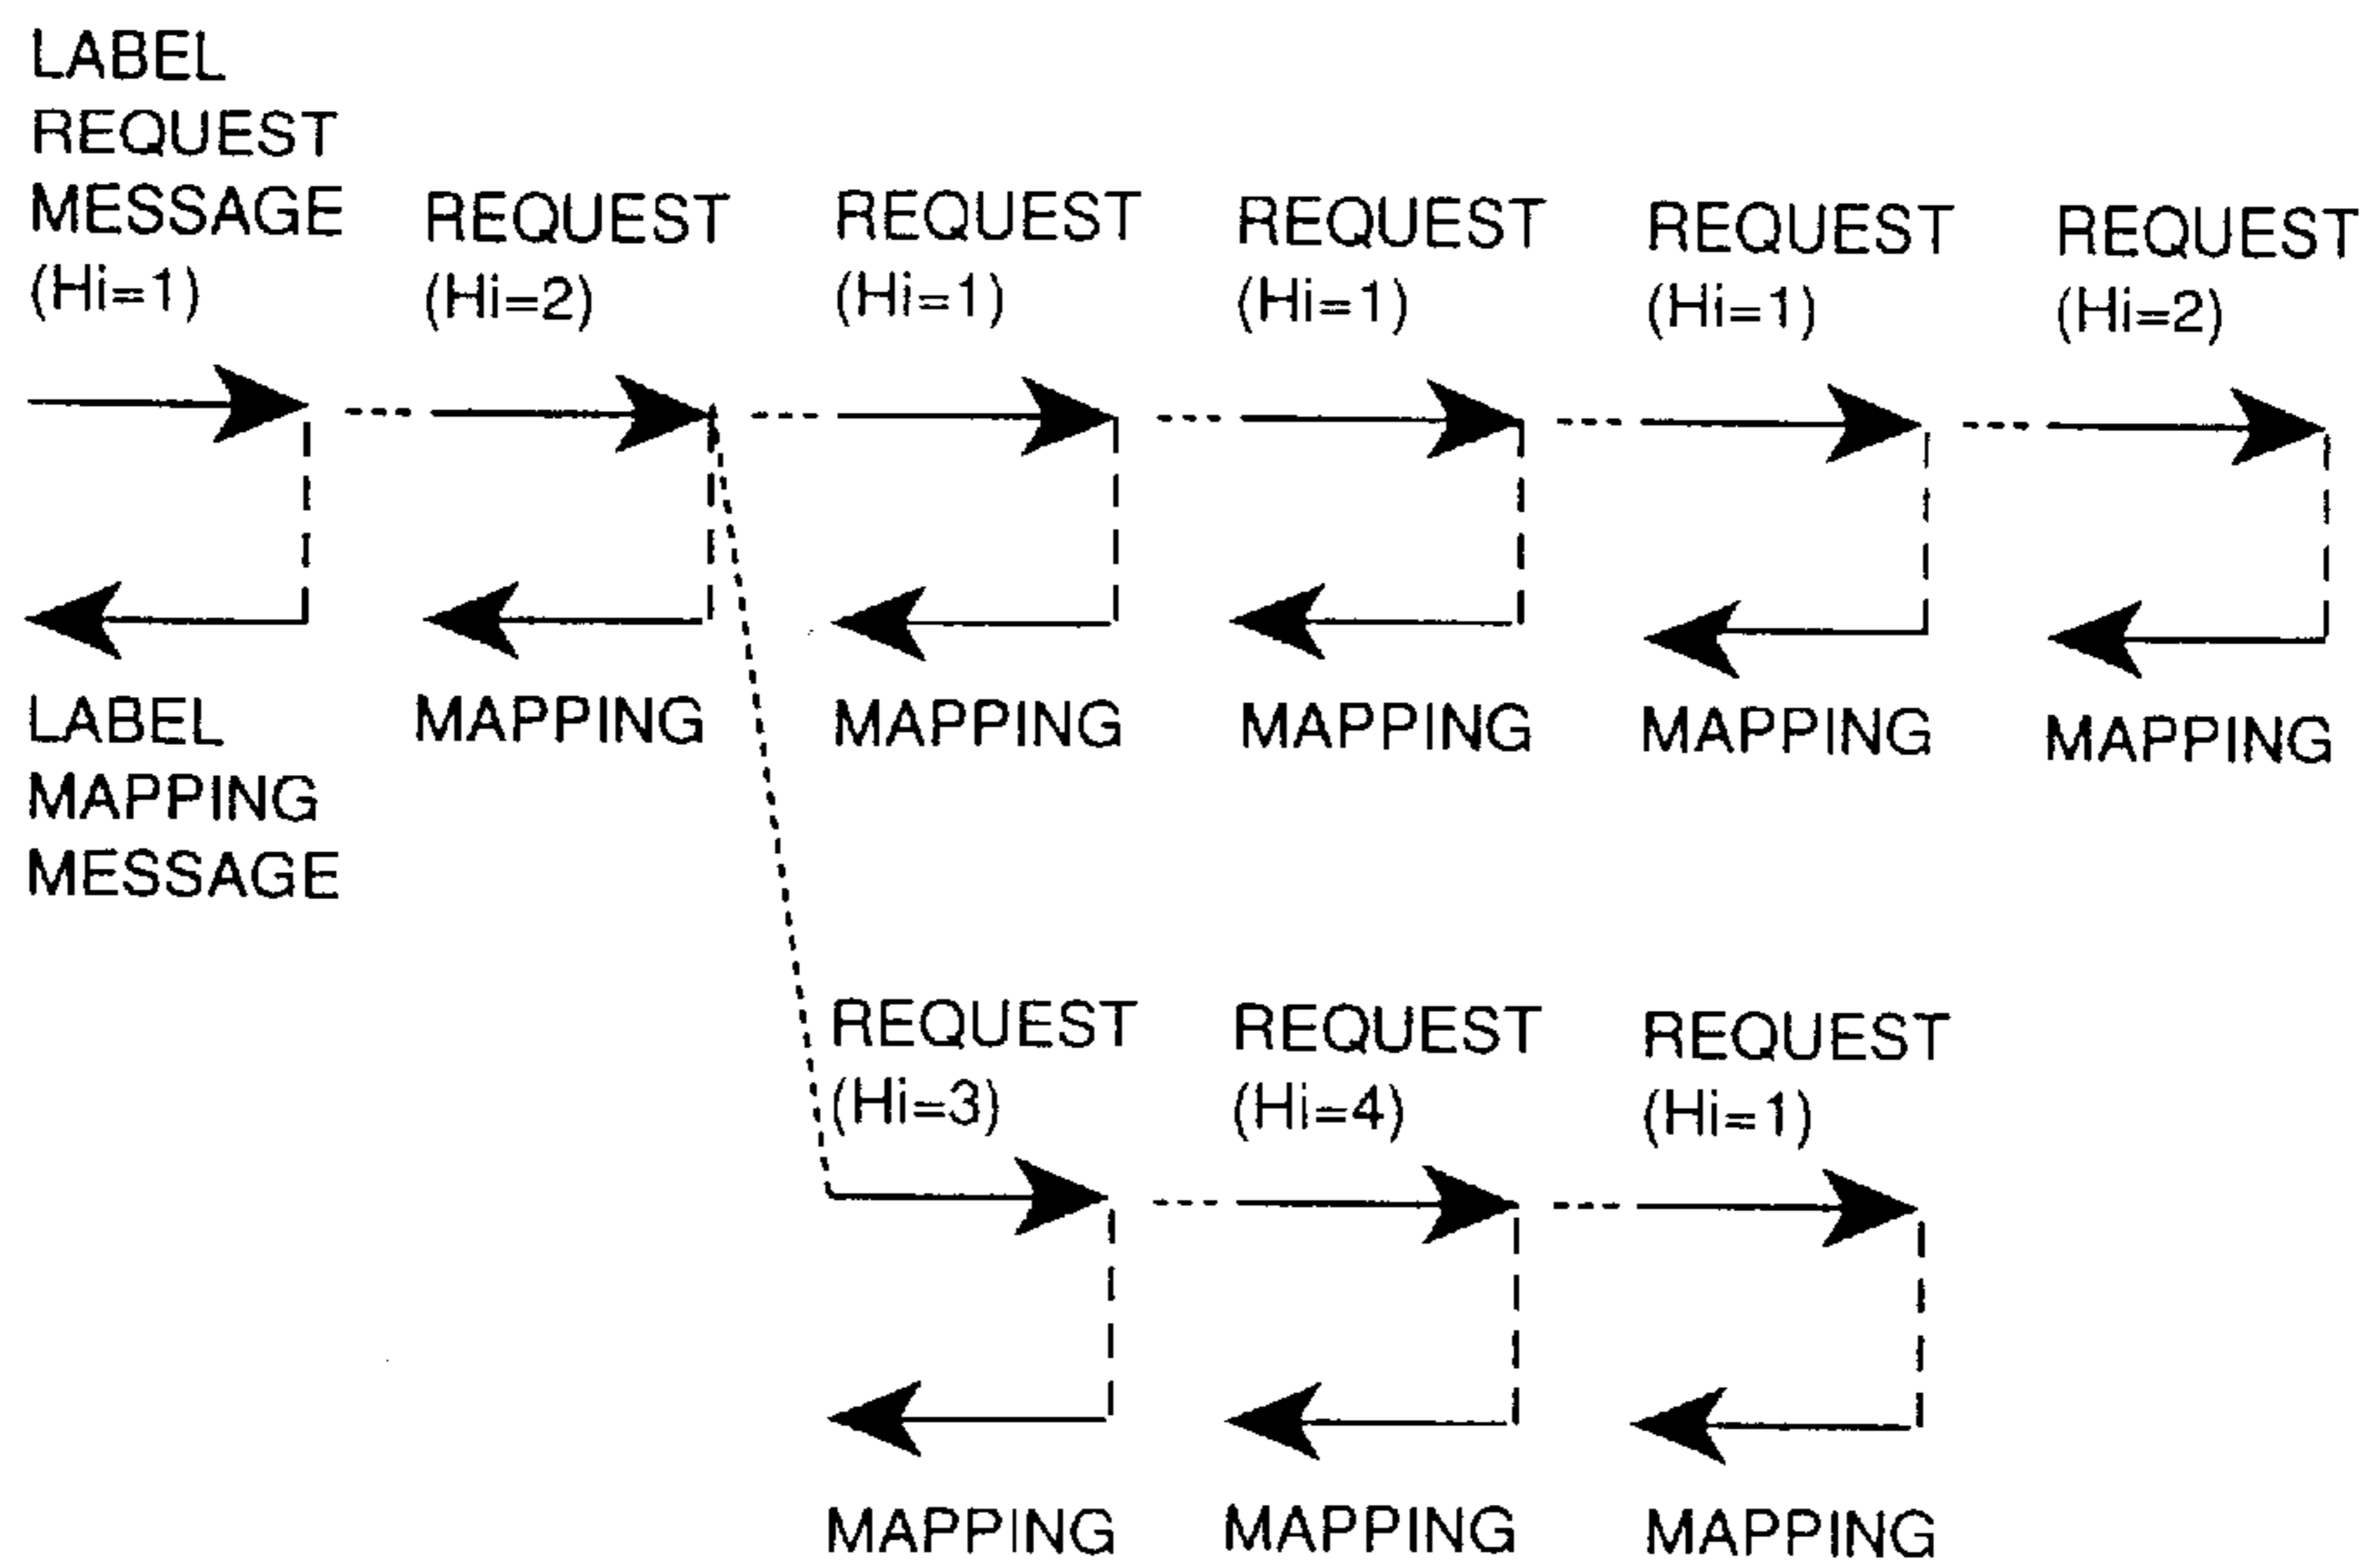 LABEL
REQUEST
MESSAGE
(Hi=1)
REQUEST
(Hi=2)
REQUEST
(Hi=1)
REQUEST
(Hi=1)
REQUEST
(Hi=1)
REQUEST
(Hi=2)
LABEL
MAPPING
MESSAGE
MAPPING
MAPPING
MAPPING
MAPPING
MAPPING
REQUEST
(Hi=3)
REQUEST
(Hi=4)
REQUEST
(Hi=1)
MAPPING
MAPPING
MAPPING